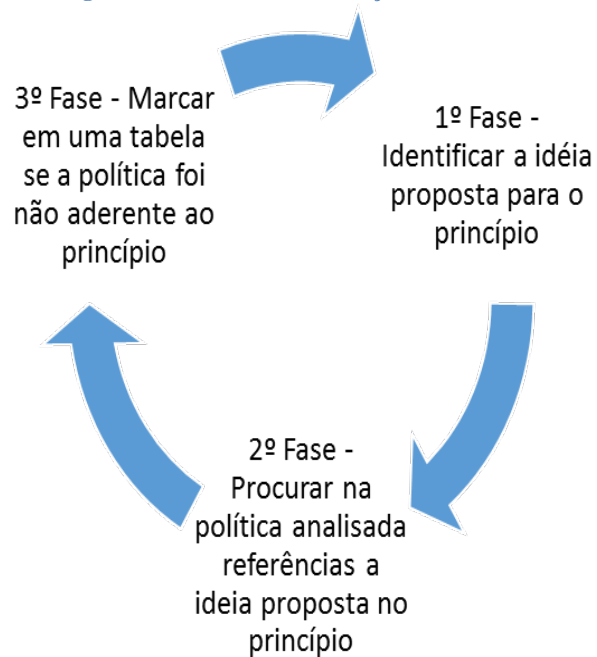 1º Fase -
Identificar a idéia
proposta para o
princípio
2º Fase -
Procurar na
política analisada
referências a
ideia proposta no
princípio
3º Fase - Marcar
em uma tabela
se a política foi
não aderente ao
princípio